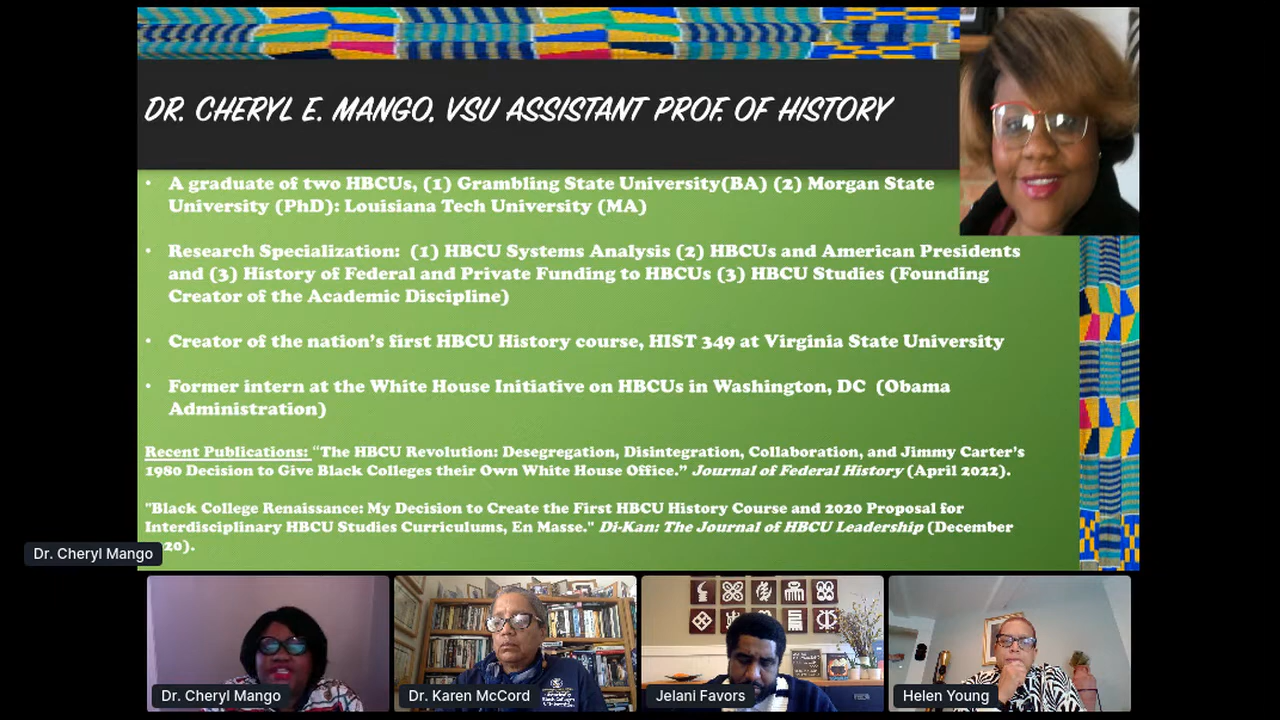 DR. CHERYL E. MANGO, VSU ASSISTANT PROF. OF HISTORY
• A graduate of two HBCUs, (1) Grambling State University(BA) (2) Morgan State
University (PhD): Louisiana Tech University (MA)
• Research Specialization: (1) HBCU Systems Analysis (2) HBCUs and American Presidents
and (3) History of Federal and Private Funding to HBCUs (3) HBCU Studies (Founding
Creator of the Academic Discipline)
• Creator of the nation's first HBCU History course, HIST 349 at Virginia State University
• Former intern at the White House Initiative on HBCUs in Washington, DC (Obama
Administration)
Recent Publications: “The HBCU Revolution: Desegregation, Disintegration, Collaboration, and Jimmy Carter’s
1980 Decision to Give Black Colleges their Own White House Office.” Journal of Federal History (April 2022).
"Black College Renaissance: My Decision to Create the First HBCU History Course and 2020 Proposal for
Interdisciplinary HBCU Studies Curriculums, En Masse." Di-Kan: The Journal of HBCU Leadership (December
20).
Dr. Cheryl Mango
Dr. Cheryl Mango
Dr. Karen McCord
Jelani Favors
Helen Young